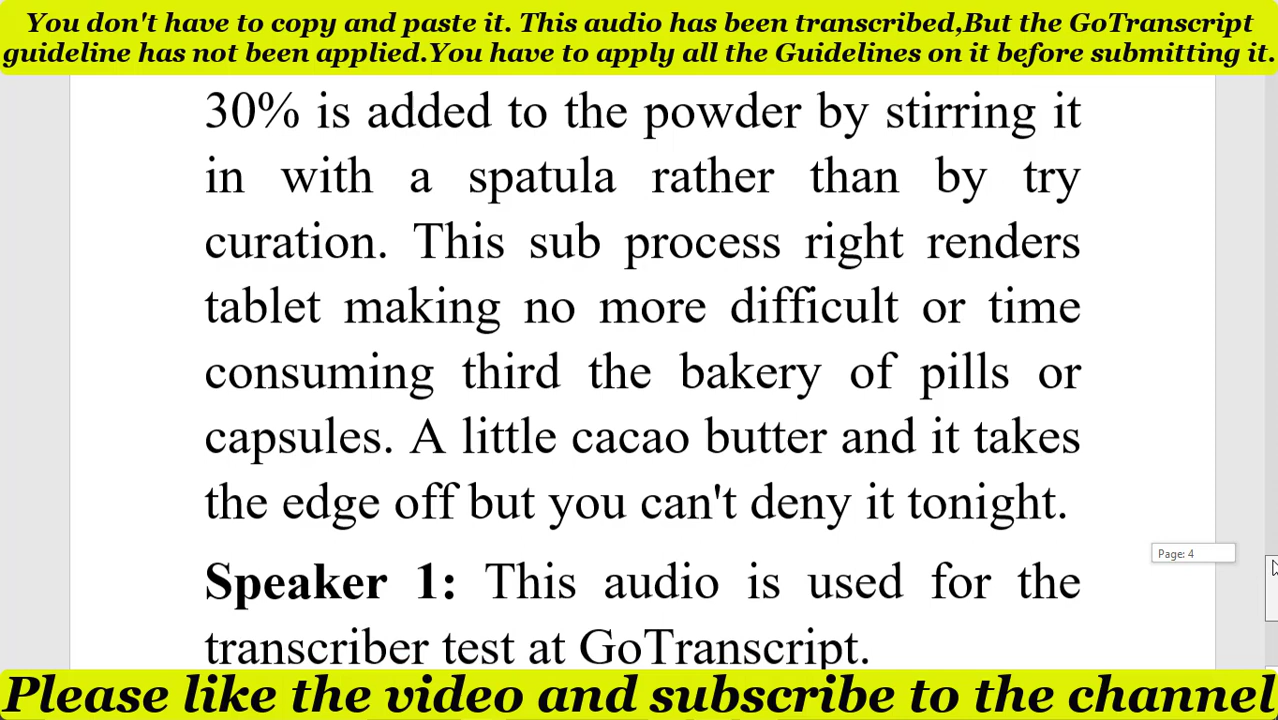 You don't have to copy and paste it. This audio has been transcribed,But the GoTranscript
guideline has not been applied.You have to apply all the Guidelines on it before submitting it.
30% is added to the powder by stirring it
in with a spatula rather than by try
curation. This sub process right renders
tablet making no more difficult or time
consuming third the bakery of pills or
capsules. A little cacao butter and it takes
the edge off but you can't deny it tonight.
Page: 4
Speaker 1: This audio is used for the
transcriber test at GoTranscript.
Please like the video and subscribe to the channel